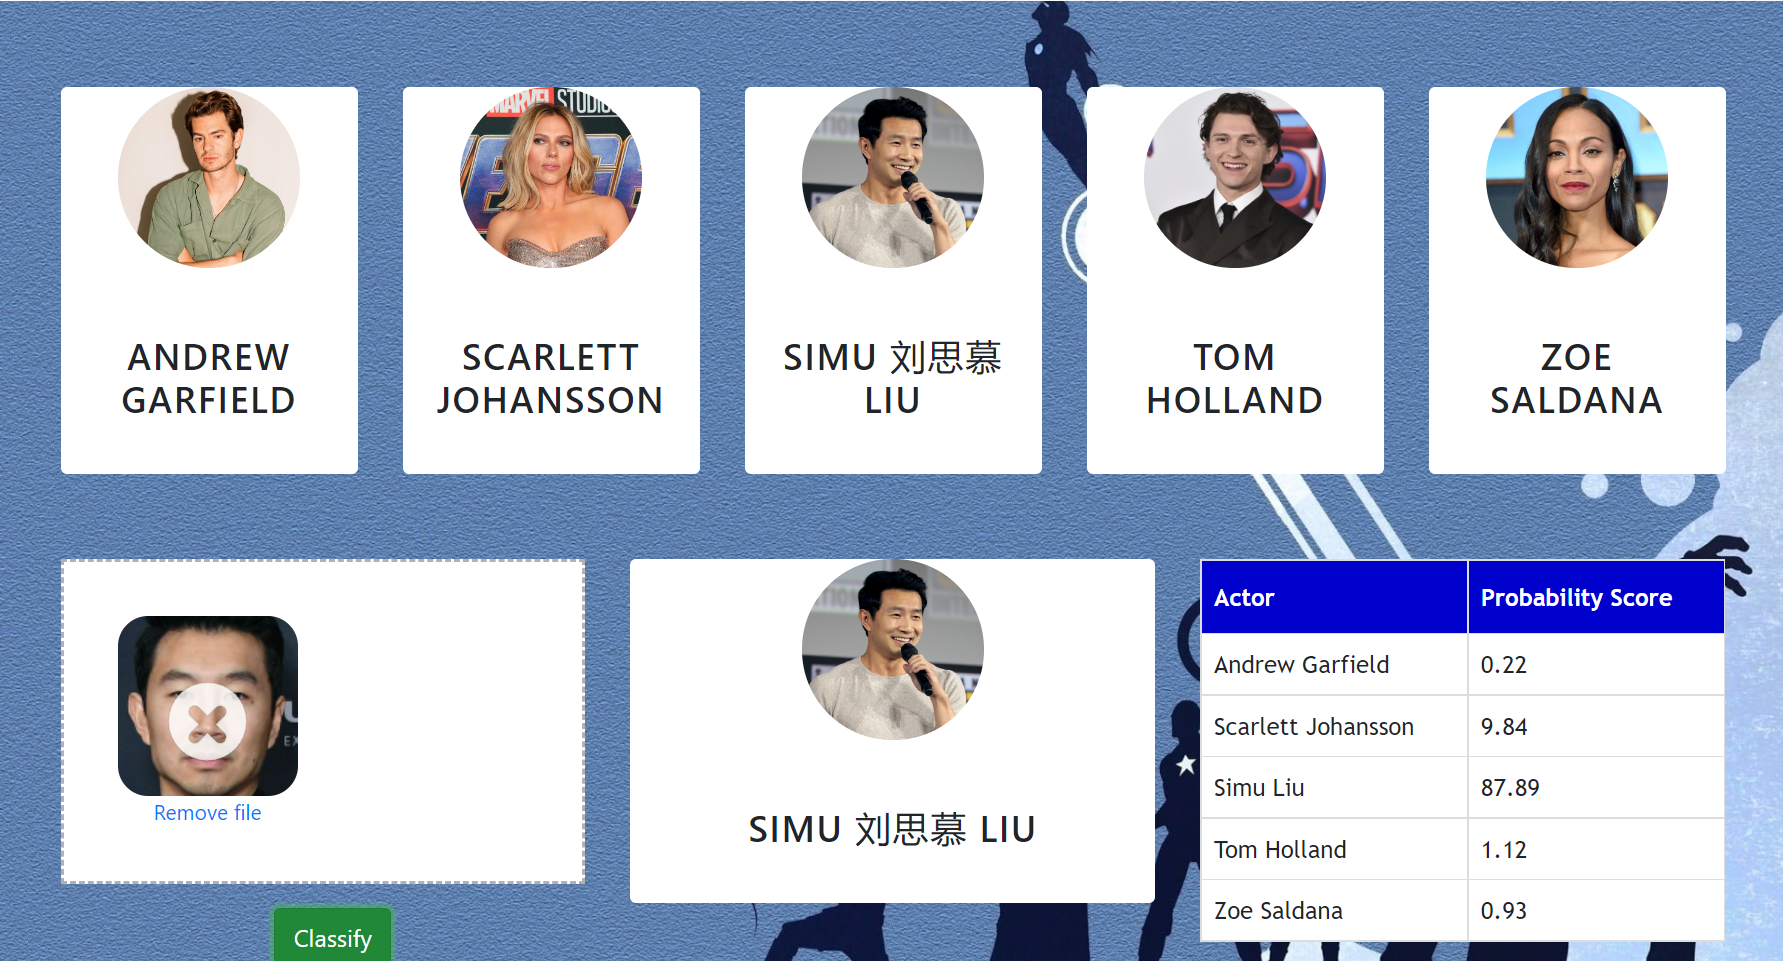 MARVEL STUDIOS
ANDREW
GARFIELD
SCARLETT
JOHANSSON
SIMU 刘思慕
LIU
TOM
HOLLAND
ZOE
SALDANA
Remove file
Classify
SIMU 刘思慕 LIU
Actor Probability Score
Andrew Garfield 0.22
Scarlett Johansson 9.84
Simu Liu 87.89
Tom Holland 1.12
Zoe Saldana 0.93